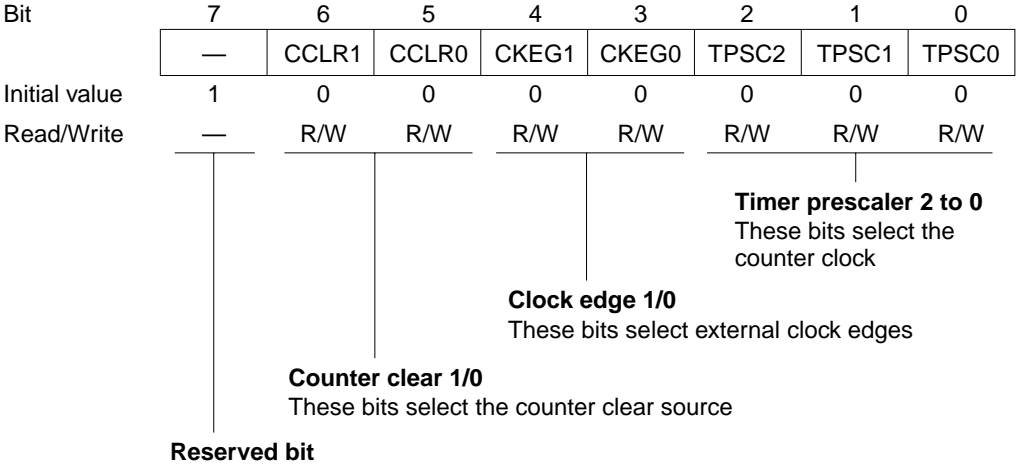 Bit 7 6 5 4 3 2 1 0
— CCLR1 CCLR0 CKEG1 CKEG0 TPSC2 TPSC1 TPSC0
Initial value 1 0 0 0 0 0 0 0
Read/Write — R/W R/W R/W R/W R/W R/W R/W
Timer prescaler 2 to 0
These bits select the
counter clock
Clock edge 1/0
These bits select external clock edges
Counter clear 1/0
These bits select the counter clear source
Reserved bit